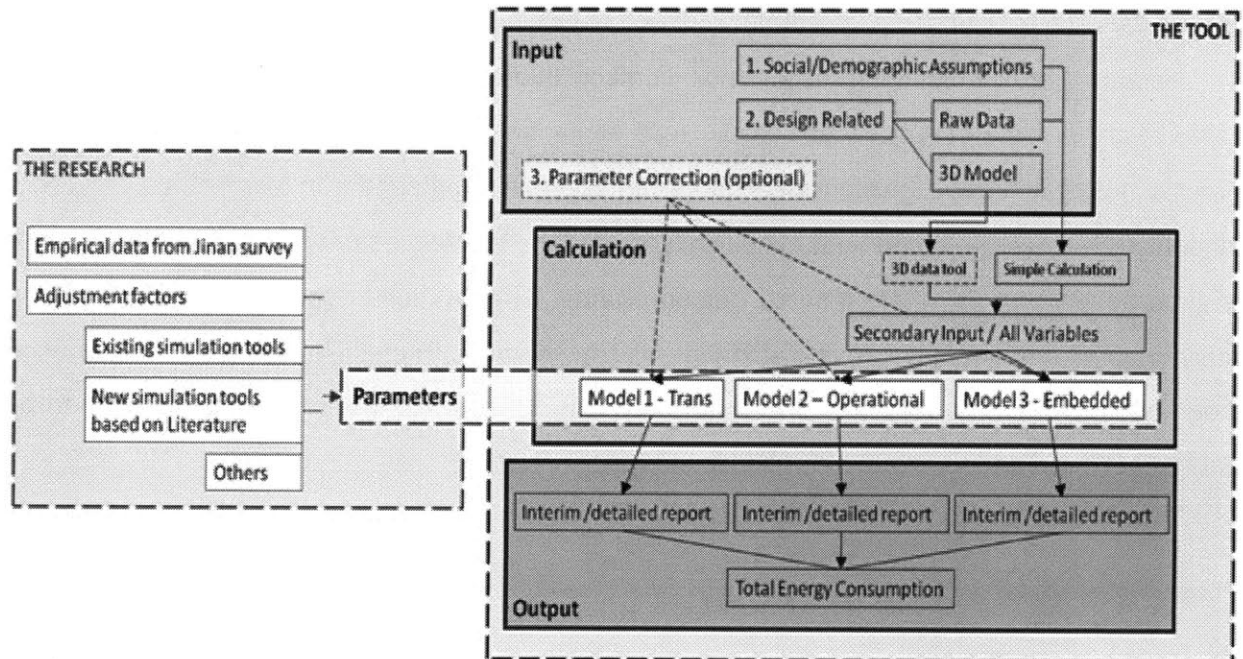 THE TOOL
Input
1. Social/Demographic Assumptions
2. Design Related
Raw Data
3D Model
3. Parameter Correction (optional)
THE RESEARCH
Empirical data from Jinan survey
Adjustment factors
Existing simulation tools
New simulation tools
based on Literature
Others
Parameters
Calculation
3D data tool
Simple Calculation
Secondary Input / All Variables
Model 1 - Trans
Model 2 – Operational
Model 3 - Embedded
Interim /detailed report
Interim /detailed report
Interim /detailed report
Total Energy Consumption
Output